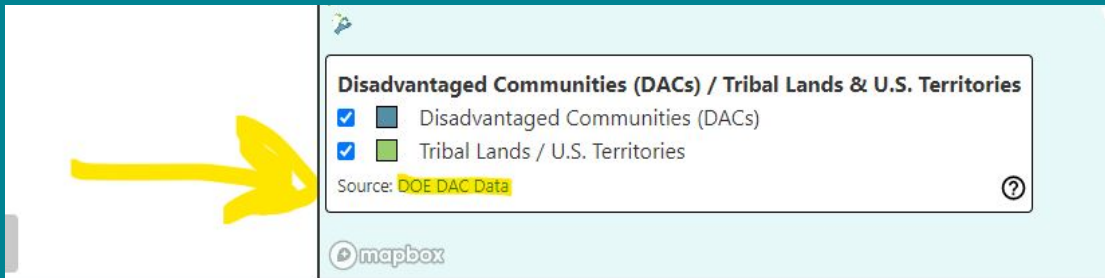 Disadvantaged Communities (DACs) / Tribal Lands & U.S. Territories
Disadvantaged Communities (DACs)
Tribal Lands / U.S. Territories
Source: DOE DAC Data
?
mapbox